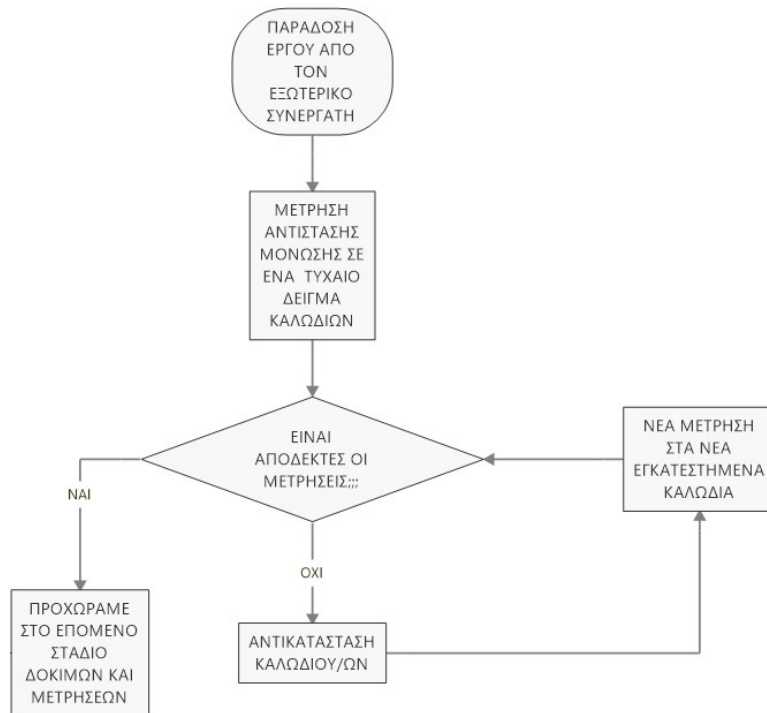 ΠΑΡΑΔΟΣΗ
ΕΡΓΟΥ ΑΠΟ
ΤΟΝ
ΕΞΩΤΕΡΙΚΟ
ΣΥΝΕΡΓΑΤΗ
ΜΕΤΡΗΣΗ
ΑΝΤΙΣΤΑΣΗΣ
ΜΟΝΩΣΗΣ ΣΕ
ΕΝΑ ΤΥΧΑΙΟ
ΔΕΙΓΜΑ
ΚΑΛΩΔΙΩΝ
ΕΙΝΑΙ
ΑΠΟΔΕΚΤΕΣ ΟΙ
ΜΕΤΡΗΣΕΙΣ;;;
ΝΕΑ ΜΕΤΡΗΣΗ
ΣΤΑ ΝΕΑ
ΕΓΚΑΤΕΣΤΗΜΕΝΑ
ΚΑΛΩΔΙΑ
ΝΑΙ
ΟΧΙ
ΠΡΟΧΩΡΑΜΕ
ΣΤΟ ΕΠΟΜΕΝΟ
ΣΤΑΔΙΟ
ΔΟΚΙΜΩΝ ΚΑΙ
ΜΕΤΡΗΣΕΩΝ
ΑΝΤΙΚΑΤΑΣΤΑΣΗ
ΚΑΛΩΔΙΟΥ/ΩΝ